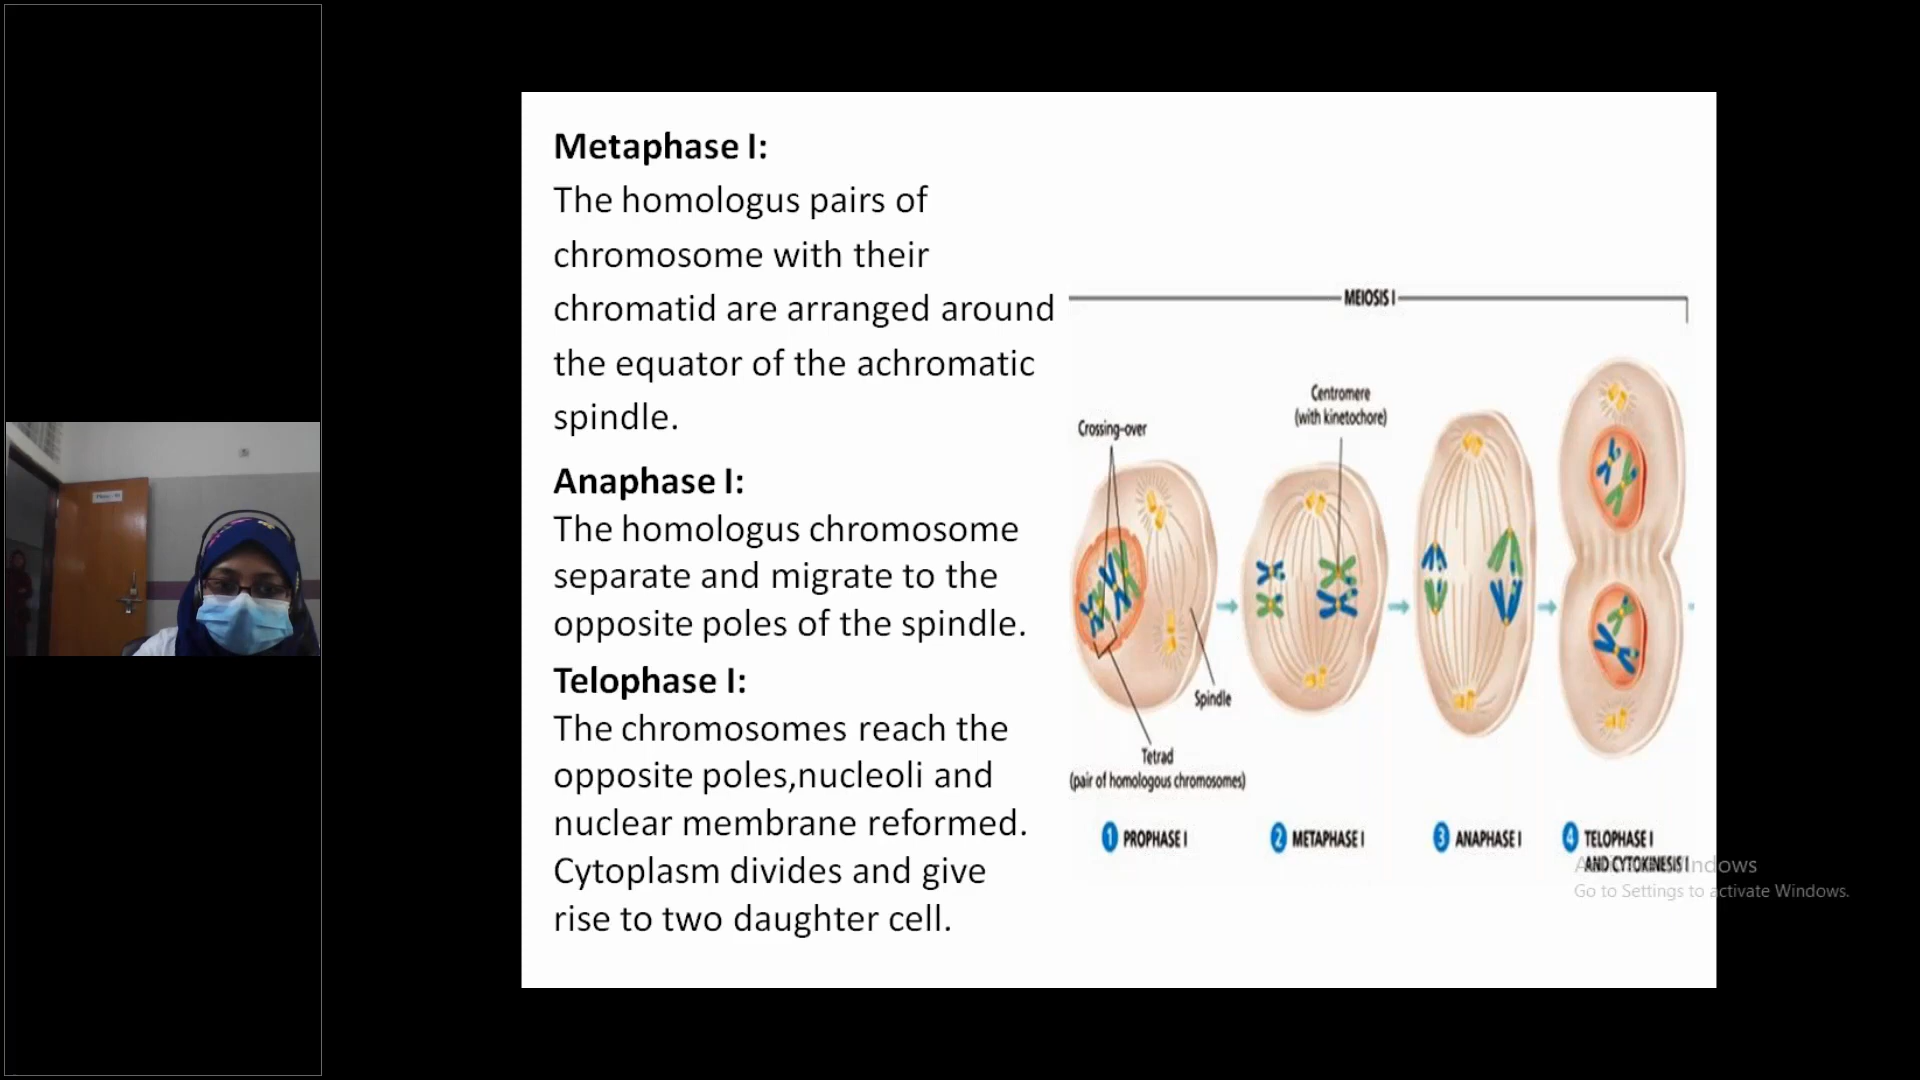 Metaphase I:
The homologus pairs of
chromosome with their
chromatid are arranged around
the equator of the achromatic
spindle.
Anaphase I:
The homologus chromosome
separate and migrate to the
opposite poles of the spindle.
Telophase I:
The chromosomes reach the
opposite poles,nucleoli and
nuclear membrane reformed.
Cytoplasm divides and give
rise to two daughter cell.
MEIOSIS I
Centromere
(with kinetochore)
Crossing-over
Spindle
Tetrad
(pair of homologous chromosomes)
1 PROPHASE I
2 METAPHASE I
3 ANAPHASE I
4 TELOPHASE I
AND CYTOKINESIS I
Go to Settings to activate Windows.